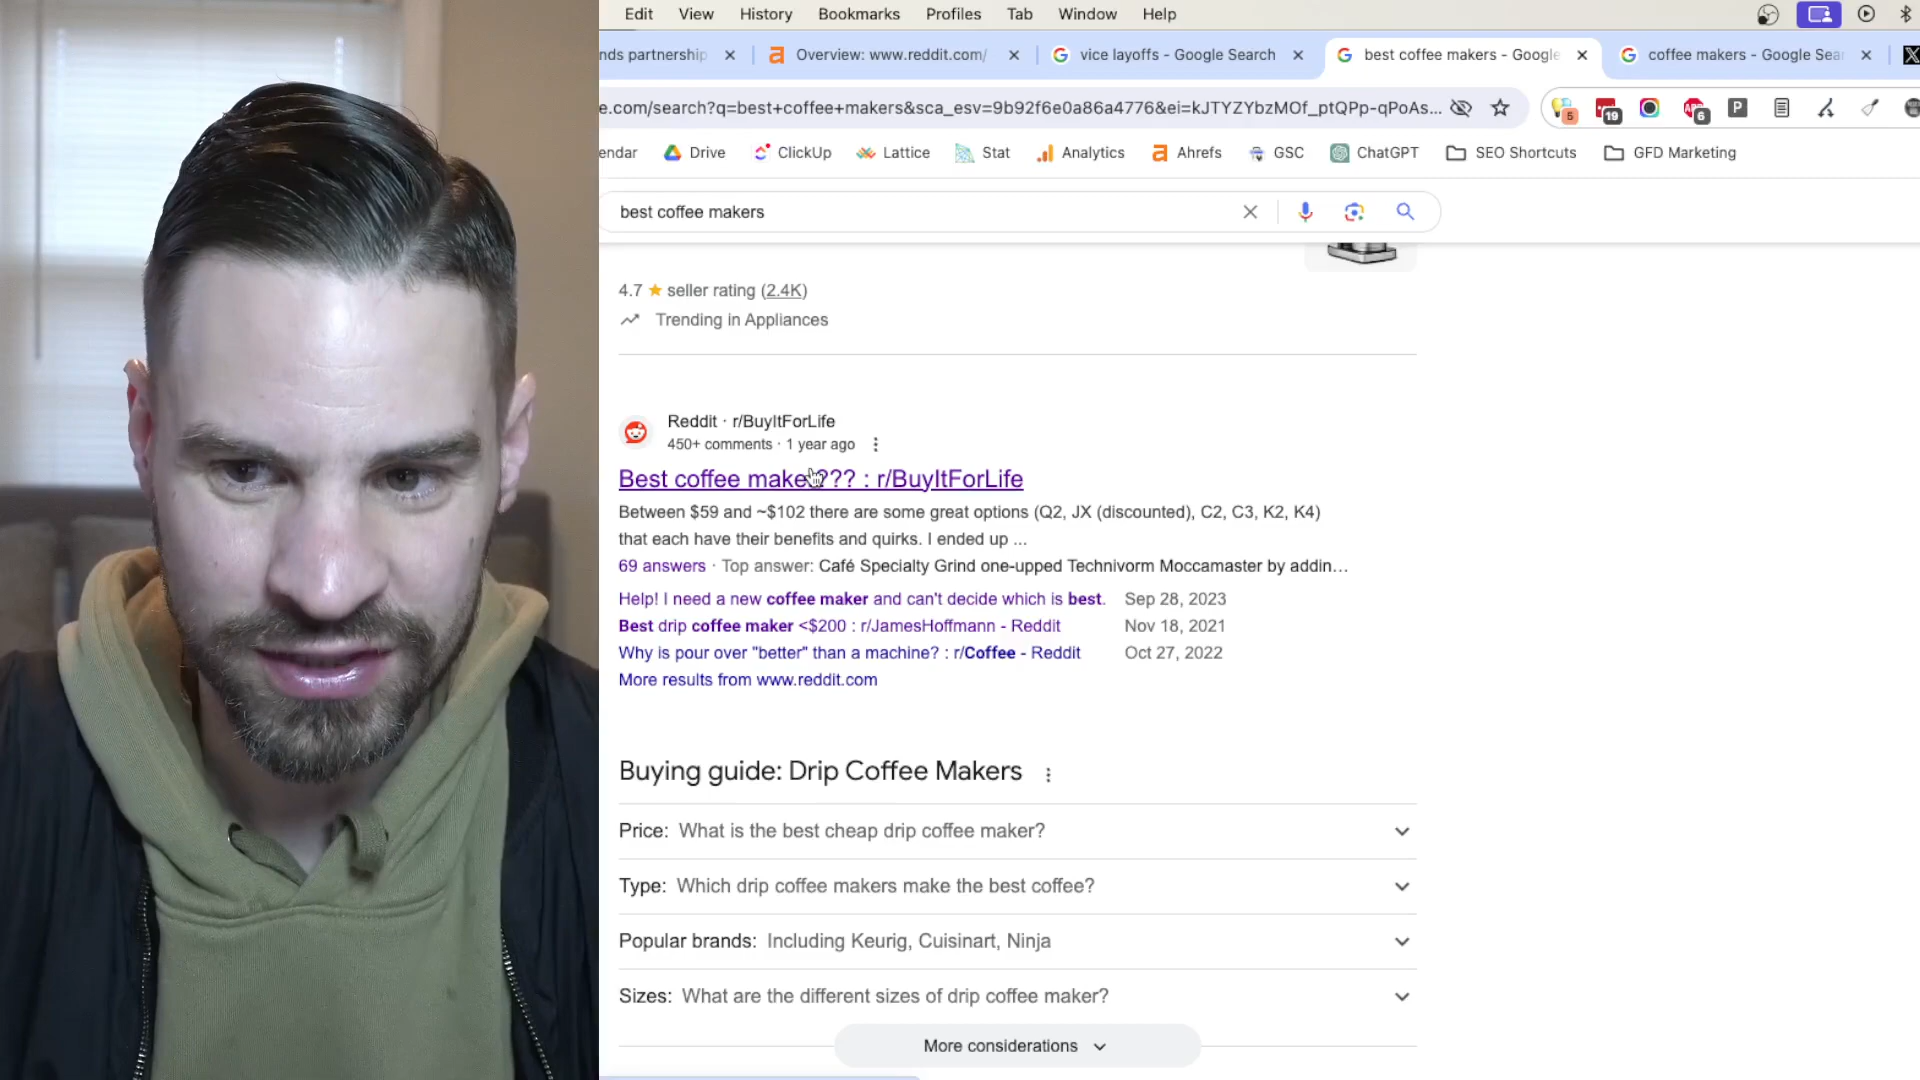 Edit View History Bookmarks Profiles Tab Window Help
nds partnership Overview: www.reddit.com/ vice layoffs - Google Search best coffee makers - Google coffee makers - Google Sear
e.com/search?q=best+coffee+makers&sca_esv=9b92f6e0a86a4776&ei=kJTYZYbzMOf_ptQPp-qPoAs... 5 19 6 P
endar Drive ClickUp Lattice Stat Analytics Ahrefs GSC ChatGPT SEO Shortcuts GFD Marketing
best coffee makers
4.7 ★ seller rating (2.4K)
Trending in Appliances
Reddit · r/BuyItForLife
450+ comments · 1 year ago
Best coffee make ??? : r/BuyItForLife
Between $59 and ~$102 there are some great options (Q2, JX (discounted), C2, C3, K2, K4)
that each have their benefits and quirks. I ended up ...
69 answers · Top answer: Café Specialty Grind one-upped Technivorm Moccamaster by addin...
Help! I need a new coffee maker and can't decide which is best. Sep 28, 2023
Best drip coffee maker <$200 : r/JamesHoffmann - Reddit Nov 18, 2021
Why is pour over "better" than a machine? : r/Coffee - Reddit Oct 27, 2022
More results from www.reddit.com
Buying guide: Drip Coffee Makers
Price: What is the best cheap drip coffee maker?
Type: Which drip coffee makers make the best coffee?
Popular brands: Including Keurig, Cuisinart, Ninja
Sizes: What are the different sizes of drip coffee maker?
More considerations